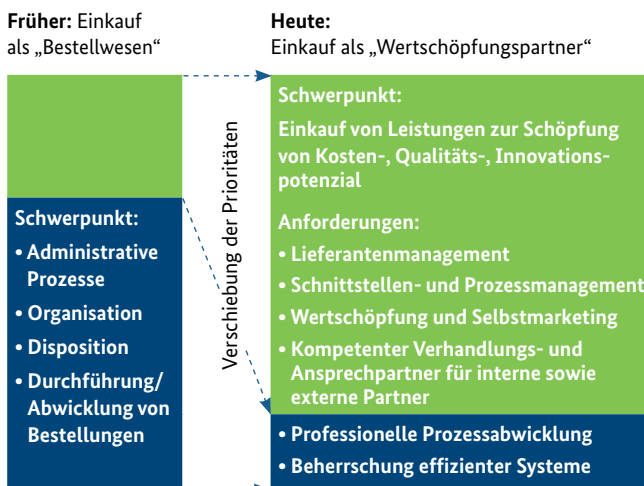 Früher: Einkauf
als „Bestellwesen“
Schwerpunkt:
• Administrative
Prozesse
• Organisation
• Disposition
• Durchführung/
Abwicklung von
Bestellungen
Verschiebung der Prioritäten
Heute:
Einkauf als „Wertschöpfungspartner“
Schwerpunkt:
Einkauf von Leistungen zur Schöpfung
von Kosten-, Qualitäts-, Innovations-
potenzial
Anforderungen:
• Lieferantenmanagement
• Schnittstellen- und Prozessmanagement
• Wertschöpfung und Selbstmarketing
• Kompetenter Verhandlungs- und
Ansprechpartner für interne sowie
externe Partner
• Professionelle Prozessabwicklung
• Beherrschung effizienter Systeme